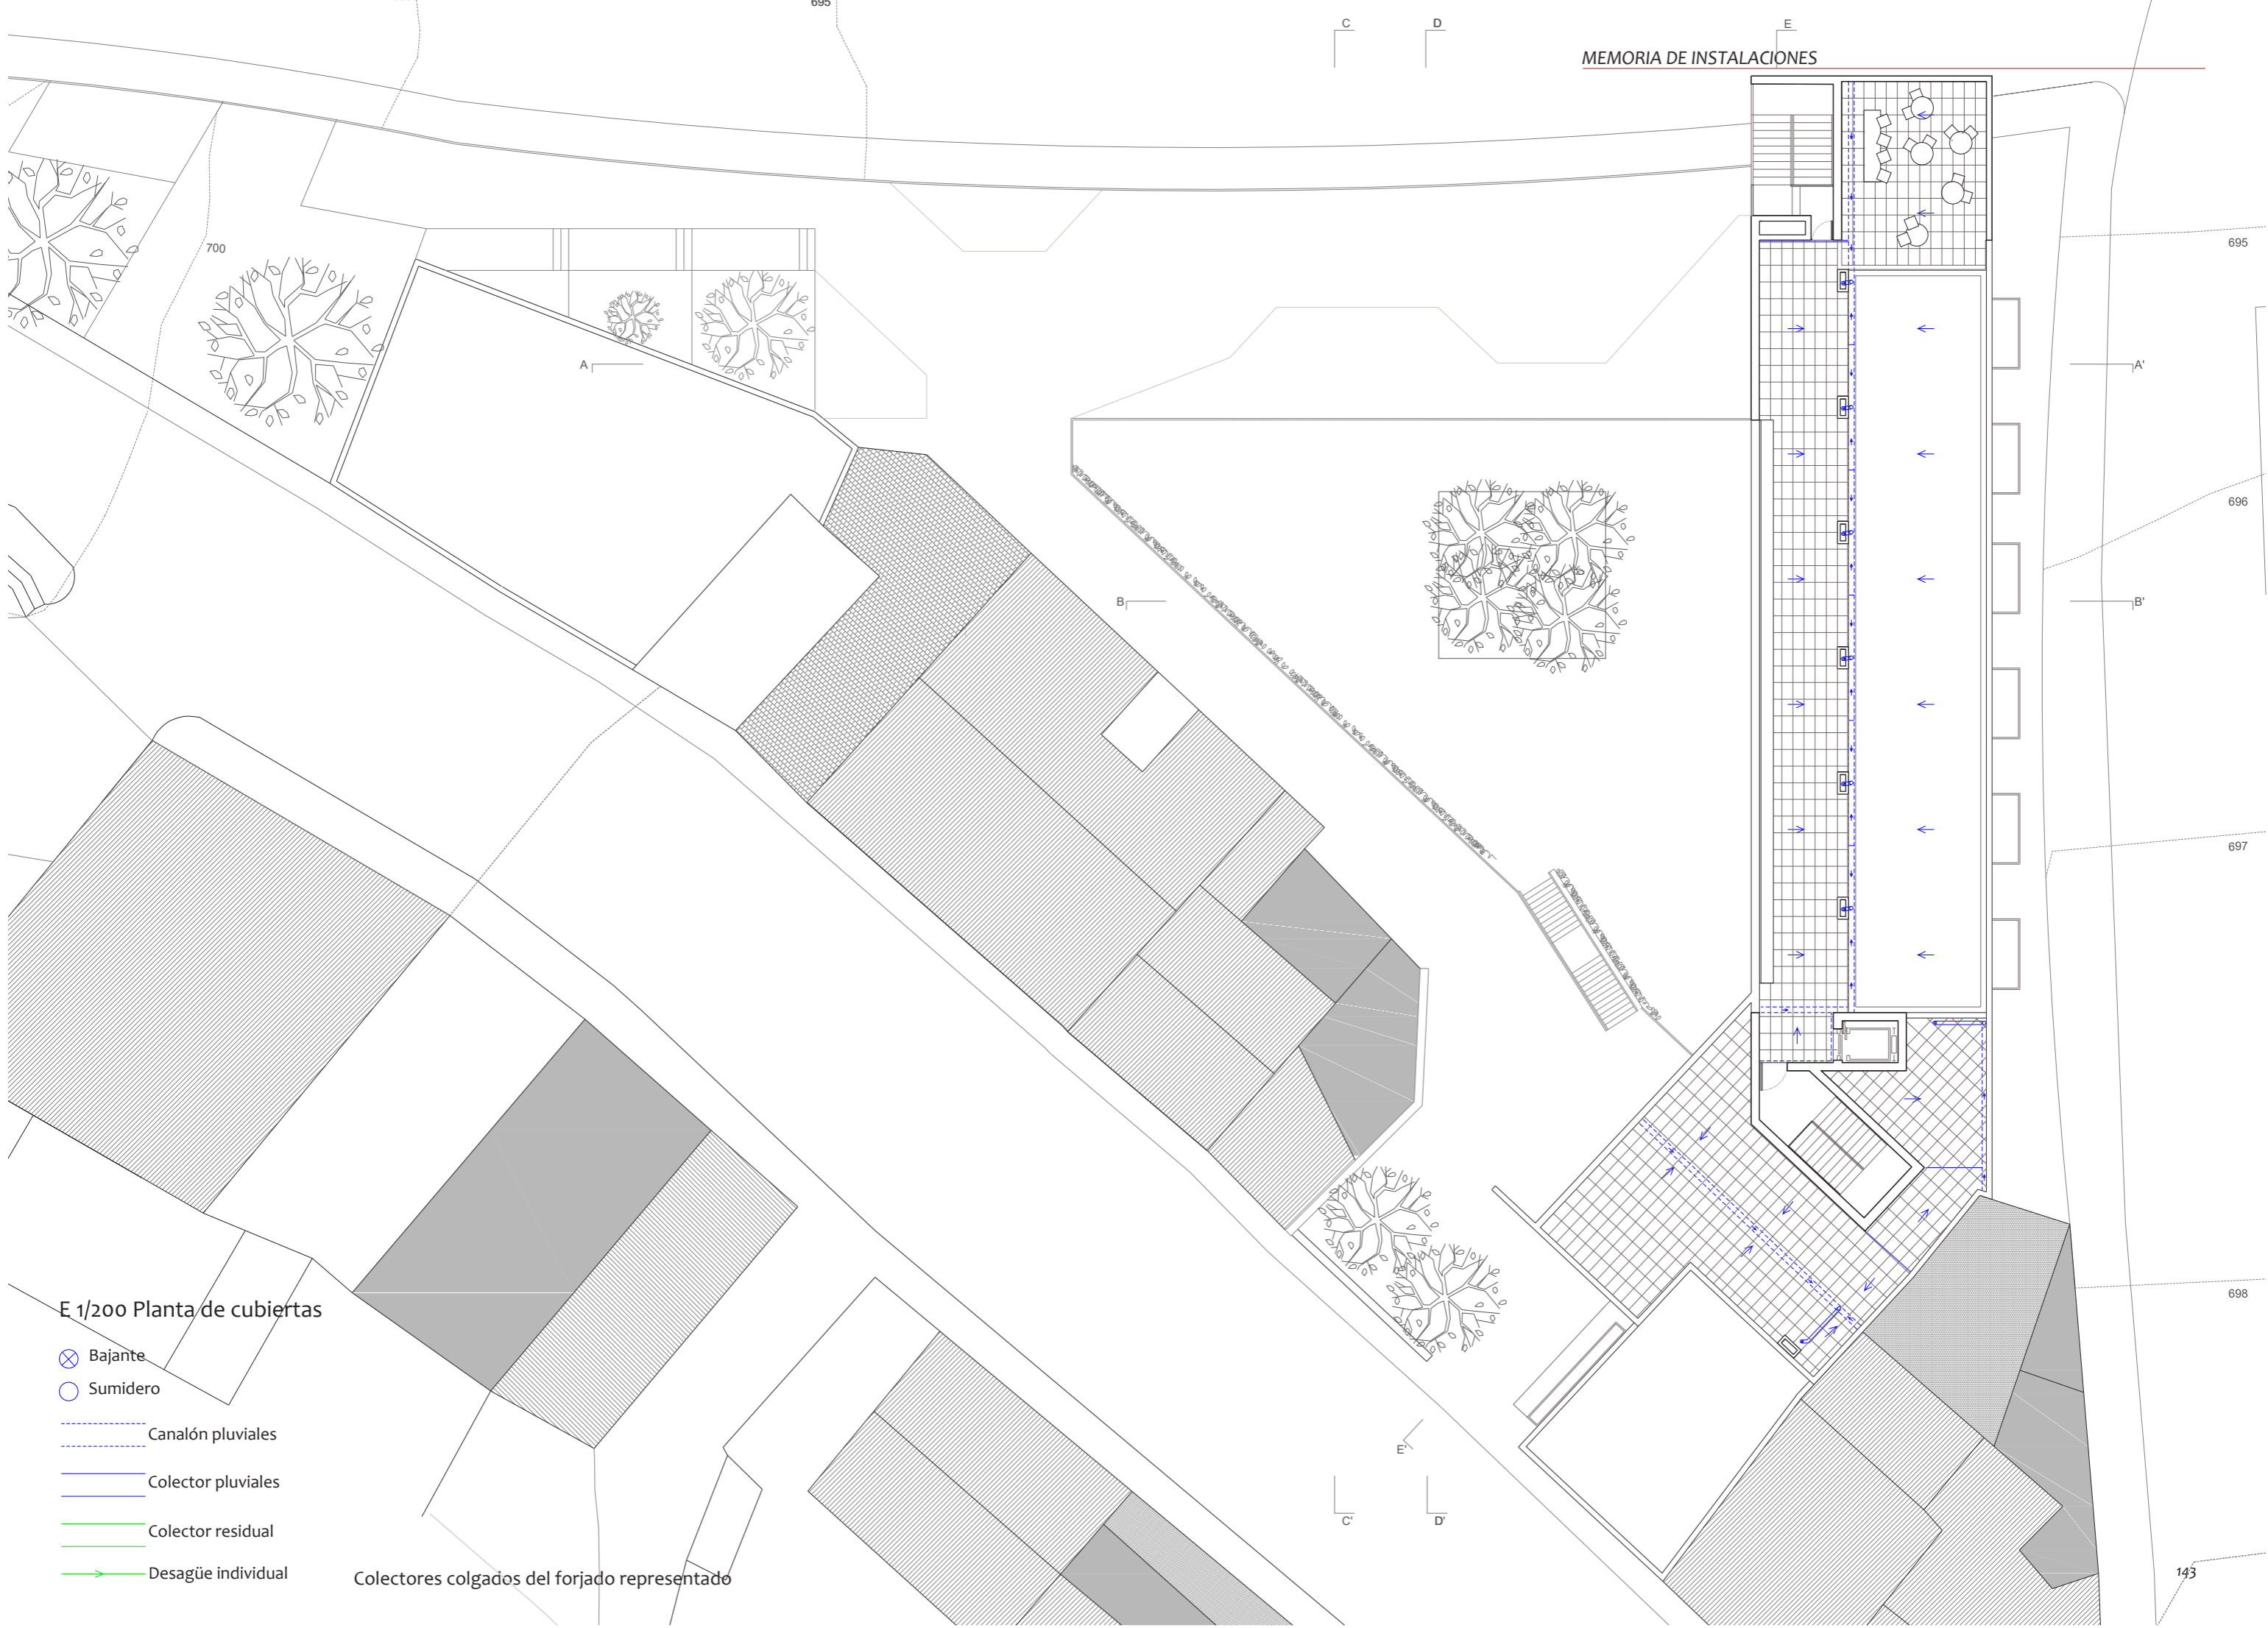 695
C
D
E
MEMORIA DE INSTALACIONES
700
695
A
A'
696
B
B'
697
698
E 1/200 Planta de cubiertas
Bajante
Sumidero
Canalón pluviales
Colector pluviales
Colector residual
Desagüe individual
Colectores colgados del forjado representado
E'
C'
D'
143